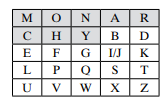 M O N A R
C H Y B D
E F G I/J K
L P Q S T
U V W X Z